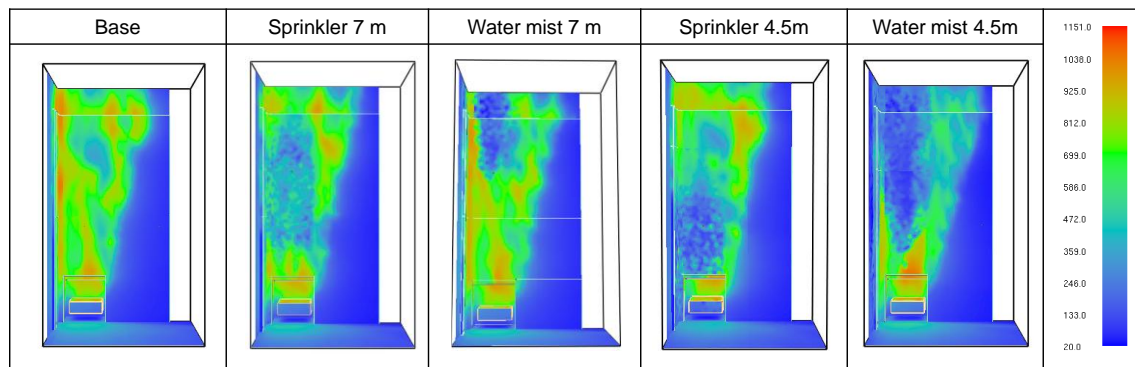 Base
Sprinkler 7 m
Water mist 7 m
Sprinkler 4.5m
Water mist 4.5m
1151.0
1038.0
925.0
812.0
699.0
586.0
472.0
359.0
246.0
133.0
20.0